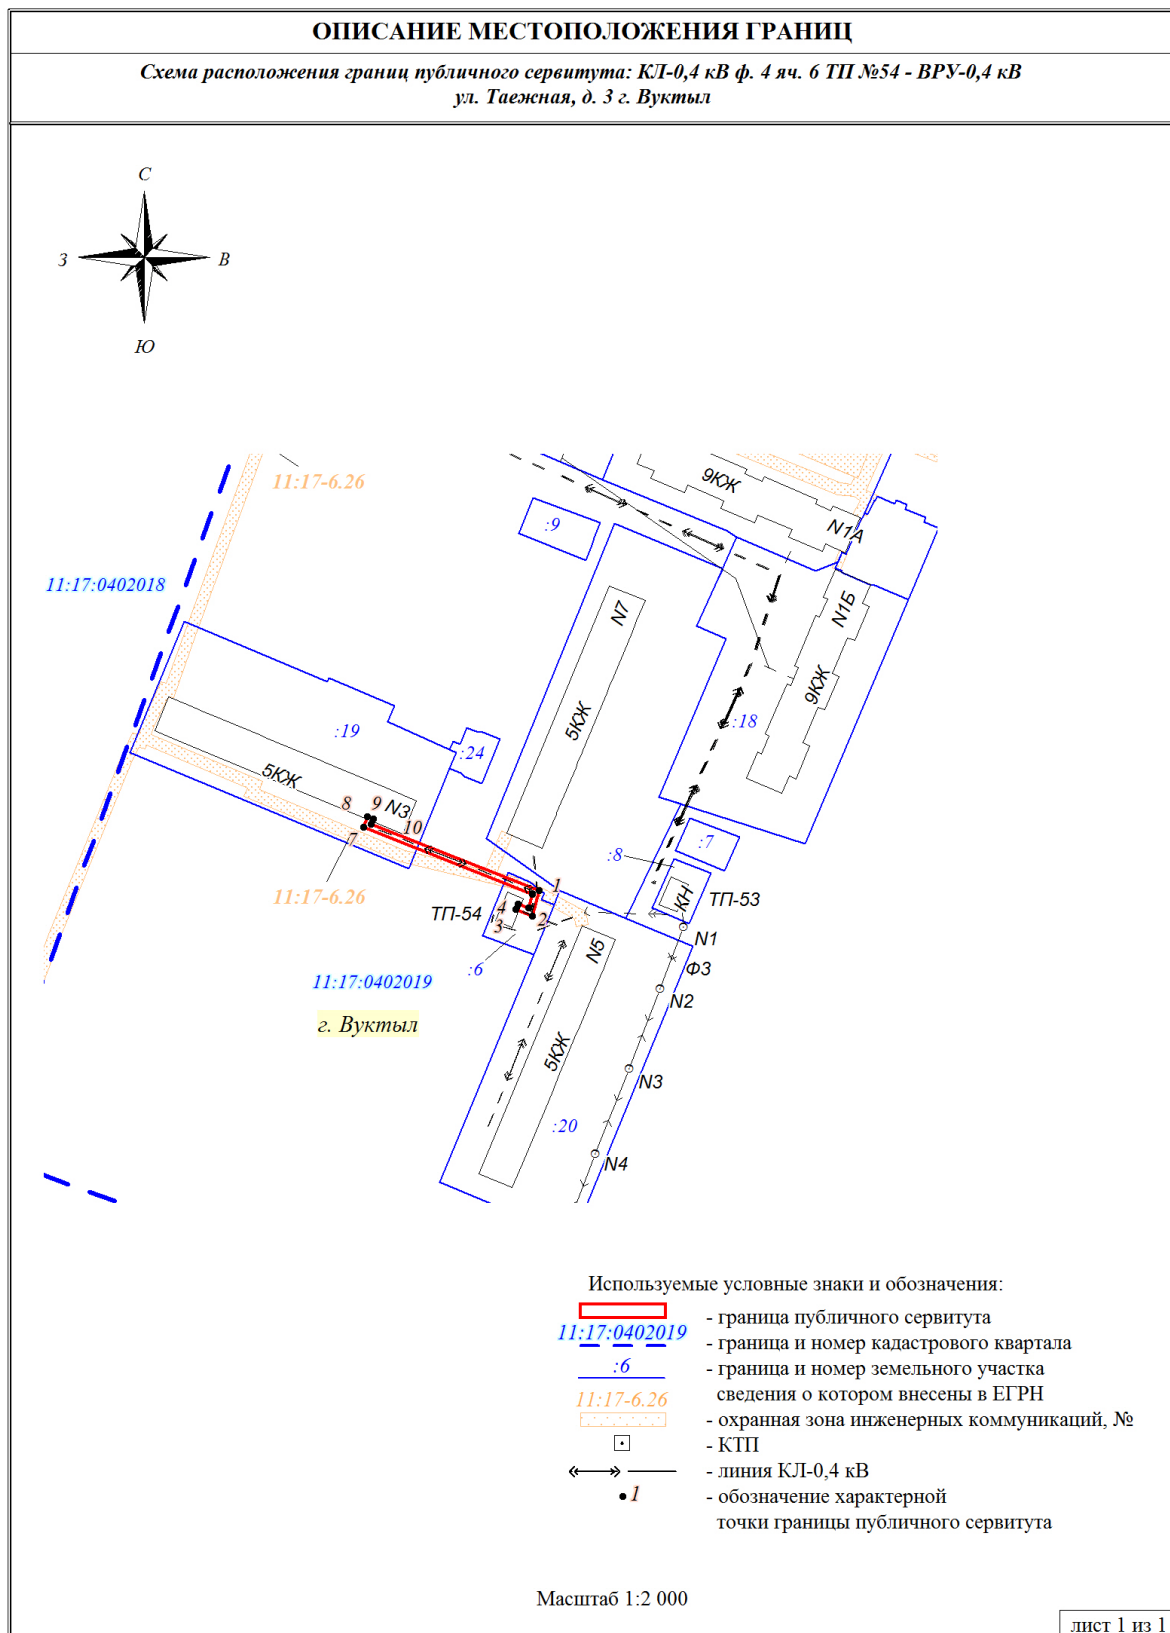 ОПИСАНИЕ МЕСТОПОЛОЖЕНИЯ ГРАНИЦ
Схема расположения границ публичного сервитута: КЛ-0,4 кВ ф. 4 яч. 6 ТП №54 - ВРУ-0,4 кВ
ул. Таежная, д. 3 г. Вуктыл
С
З
В
Ю
11:17-6.26
9КЖ
:9
N1А
11:17:0402018
N7
N1Б
9КЖ
:19
5КЖ
:18
:24
5КЖ
8
9
N3
10
7
:7
:8
11:17-6.26
1
КН
ТП-53
ТП-54
4
2
3
N1
N5
Ф3
:6
11:17:0402019
N2
г. Вуктыл
5КЖ
N3
:20
N4
Используемые условные знаки и обозначения:
- граница публичного сервитута
11:17:0402019
- граница и номер кадастрового квартала
:6
- граница и номер земельного участка
сведения о котором внесены в ЕГРН
11:17-6.26
- охранная зона инженерных коммуникаций, №
- КТП
- линия КЛ-0,4 кВ
1
- обозначение характерной
точки границы публичного сервитута
Масштаб 1:2 000
лист 1 из 1